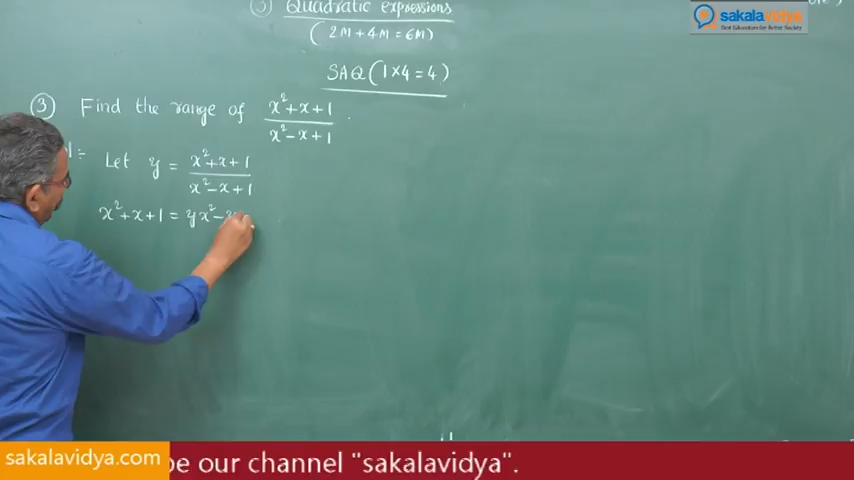 ③ Quadratic expressions
(2M+4M=6M)
sakalavidya
SAQ (1×4=4)
③ Find the range of x²+x+1 / x²-x+1 .
Let y = x²+x+1 / x²-x+1
x²+x+1 = yx²-
sakalavidya.com
be our channel "sakalavidya".